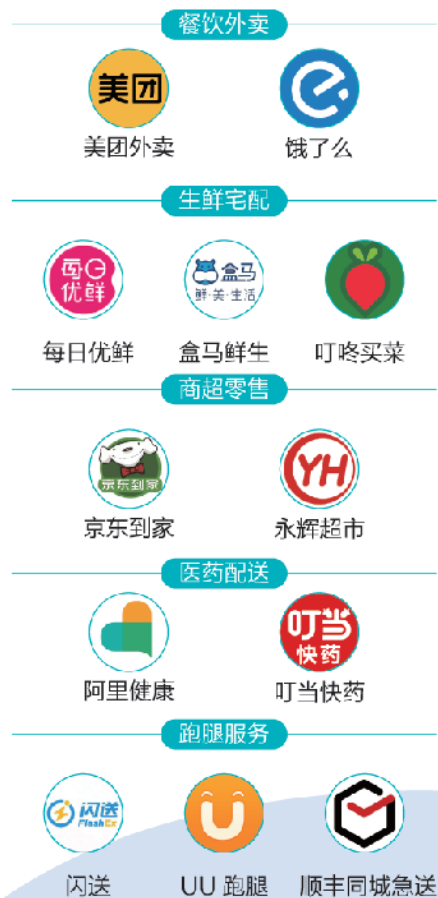 餐饮外卖
美团
美团外卖 饿了么
生鲜宅配
每日
优鲜
盒马
鲜·美·生活
每日优鲜 盒马鲜生 叮咚买菜
商超零售
京东到家
YH
京东到家 永辉超市
医药配送
叮当
快药
阿里健康 叮当快药
跑腿服务
闪送
FlashEx
闪送 UU 跑腿 顺丰同城急送